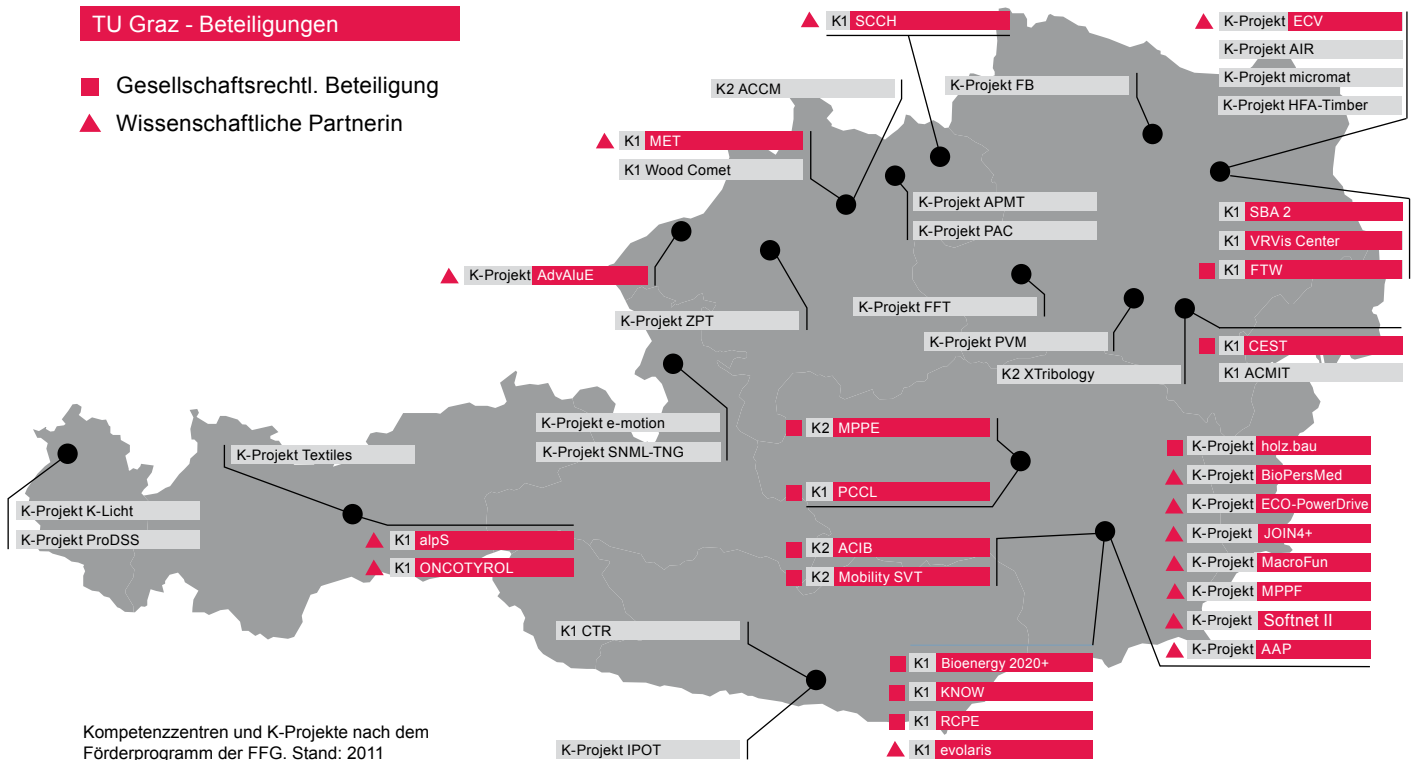 TU Graz - Beteiligungen
Gesellschaftsrechtl. Beteiligung
Wissenschaftliche Partnerin
K1 SCCH
K-Projekt ECV
K-Projekt AIR
K-Projekt micromat
K-Projekt HFA-Timber
K2 ACCM
K-Projekt FB
K1 MET
K1 Wood Comet
K-Projekt APMT
K-Projekt PAC
K1 SBA 2
K1 VRVis Center
K1 FTW
K-Projekt AdvAluE
K-Projekt ZPT
K-Projekt FFT
K-Projekt PVM
K2 XTribology
K1 CEST
K1 ACMIT
K-Projekt e-motion
K-Projekt SNML-TNG
K2 MPPE
K1 PCCL
K-Projekt Textiles
K-Projekt K-Licht
K-Projekt ProDSS
K1 alpS
K1 ONCOTYROL
K2 ACIB
K2 Mobility SVT
K-Projekt holz.bau
K-Projekt BioPersMed
K-Projekt ECO-PowerDrive
K-Projekt JOIN4+
K-Projekt MacroFun
K-Projekt MPPF
K-Projekt Softnet II
K-Projekt AAP
K1 CTR
K-Projekt IPOT
K1 Bioenergy 2020+
K1 KNOW
K1 RCPE
K1 evolaris
Kompetenzzentren und K-Projekte nach dem
Förderprogramm der FFG. Stand: 2011